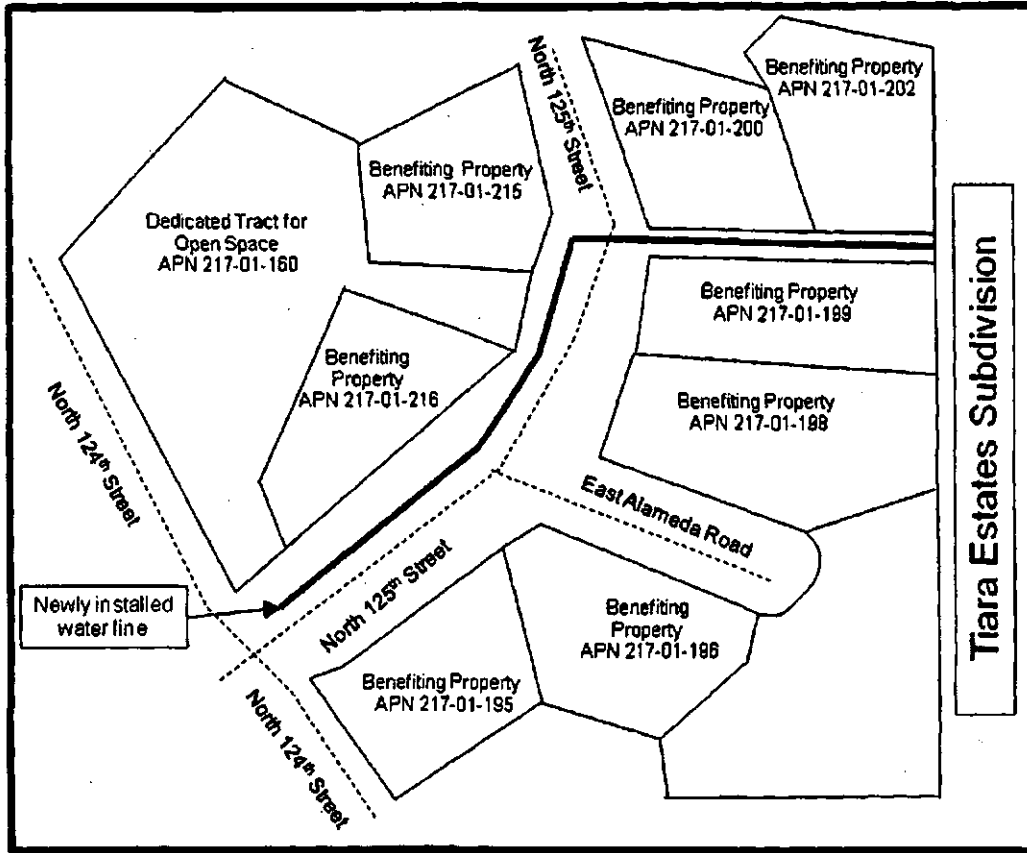 North 125th Street
Benefiting Property
APN 217-01-202
Benefiting Property
APN 217-01-200
Benefiting Property
APN 217-01-215
Dedicated Tract for
Open Space
APN 217-01-160
Benefiting Property
APN 217-01-199
Benefiting
Property
APN 217-01-216
Benefiting Property
APN 217-01-198
North 124th Street
East Alameda Road
Newly installed
water line
North 125th Street
Benefiting
Property
APN 217-01-196
Benefiting Property
APN 217-01-195
North 124th Street
Tiara Estates Subdivision